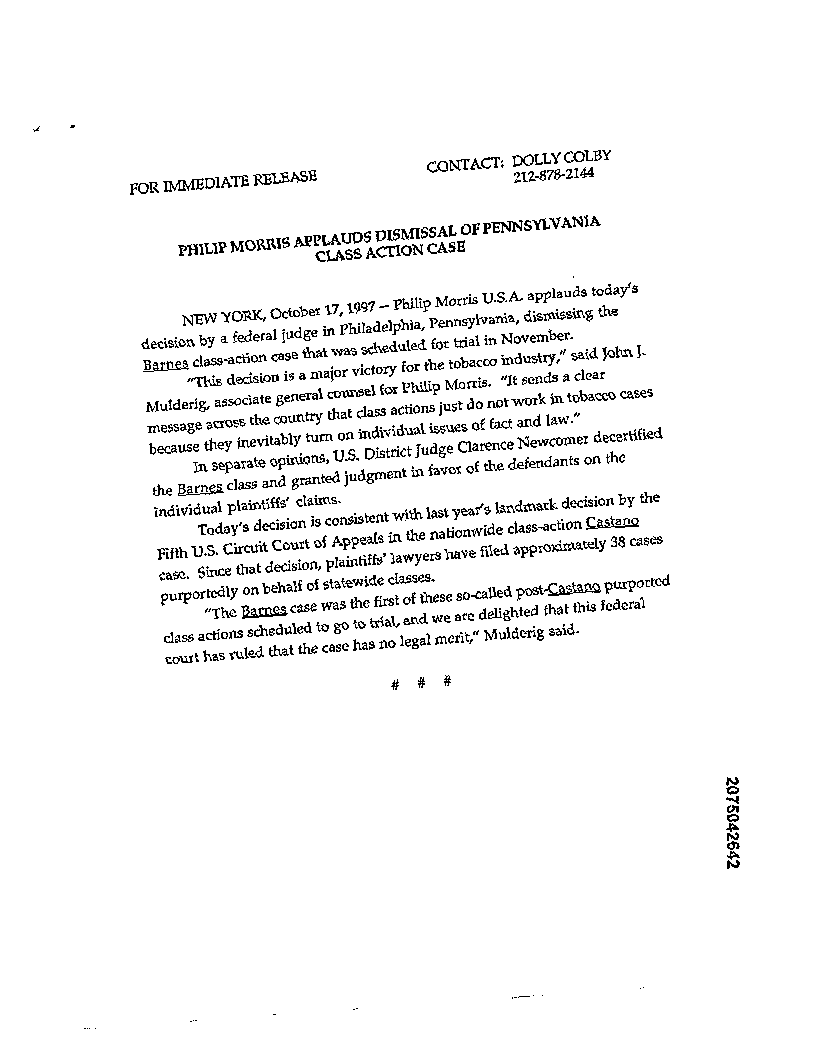 FOR IMMEDIATE RELEASE
CONTACT: DOLLY COLBY
212-878-2144
PHILIP MORRIS APPLAUDS DISMISSAL OF PENNSYLVANIA
CLASS ACTION CASE
NEW YORK, October 17, 1997 -- Philip Morris U.S.A. applauds today's
decision by a federal judge in Philadelphia, Pennsylvania, dismissing the
Barnes class-action case that was scheduled for trial in November.
"This decision is a major victory for the tobacco industry," said John J.
Mulderig, associate general counsel for Philip Morris. "It sends a clear
message across the country that class actions just do not work in tobacco cases
because they inevitably turn on individual issues of fact and law."
In separate opinions, U.S. District Judge Clarence Newcomer decertified
the Barnes class and granted judgment in favor of the defendants on the
individual plaintiffs' claims.
Today's decision is consistent with last year's landmark decision by the
Fifth U.S. Circuit Court of Appeals in the nationwide class-action Castano
case. Since that decision, plaintiffs' lawyers have filed approximately 38 cases
purportedly on behalf of statewide classes.
"The Barnes case was the first of these so-called post-Castano purported
class actions scheduled to go to trial, and we are delighted that this federal
court has ruled that the case has no legal merit," Mulderig said.
# # #
2075042642